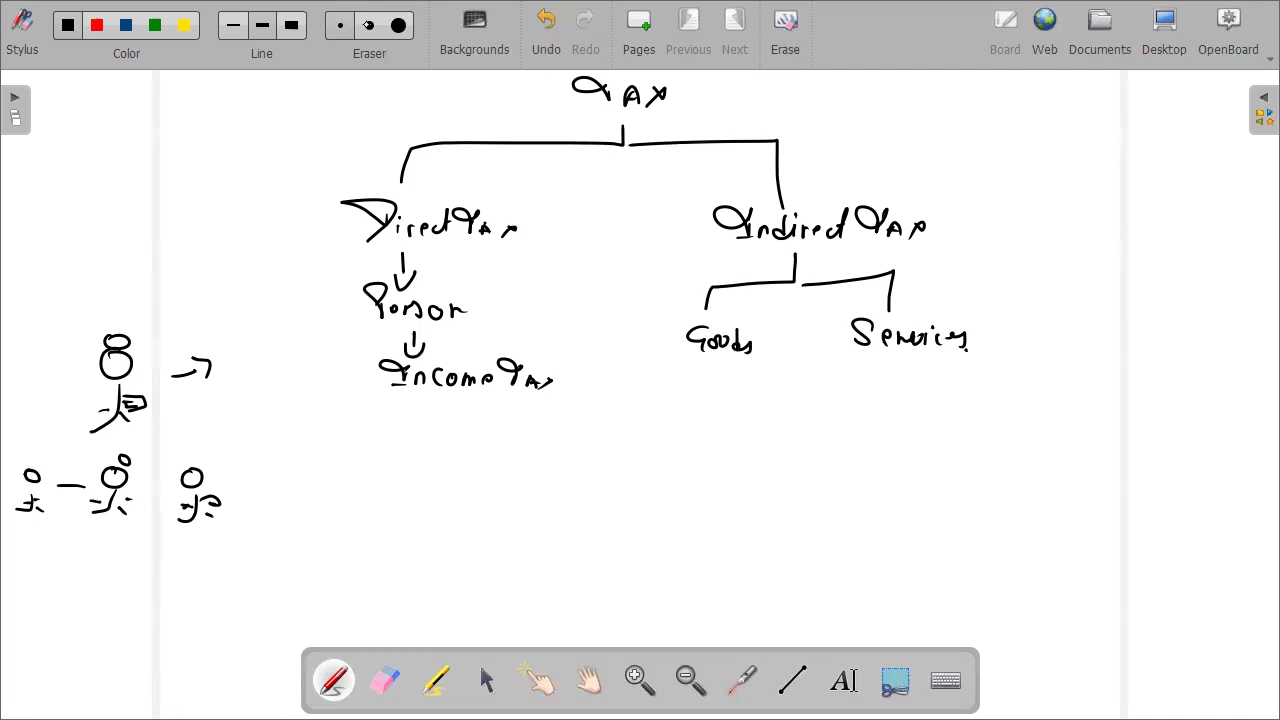 Stylus
Color
Line
Eraser
Backgrounds
Undo
Redo
Pages
Previous
Next
Erase
Board
Web
Documents
Desktop
OpenBoard
TAX
Direct TAX
Indirect TAX
Person
Goods
Services
Income TAX
A